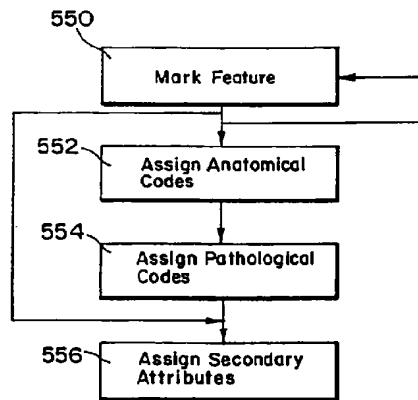 550
Mark Feature
552
Assign Anatomical
Codes
554
Assign Pathological
Codes
556
Assign Secondary
Attributes